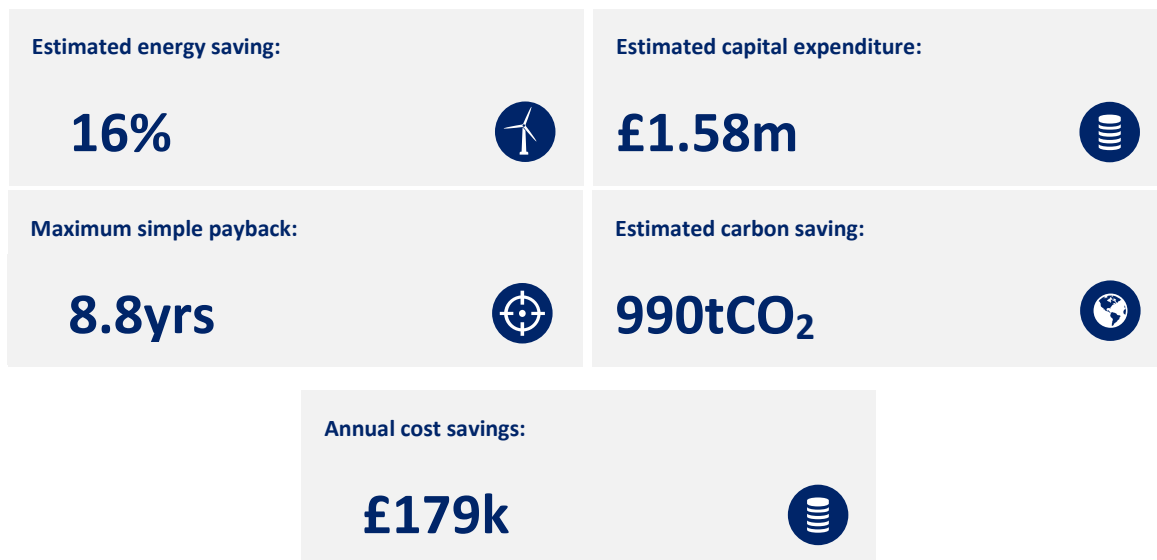 Estimated energy saving:
16%
Estimated capital expenditure:
£1.58m
Maximum simple payback:
8.8yrs
Estimated carbon saving:
990tCO₂
Annual cost savings:
£179k